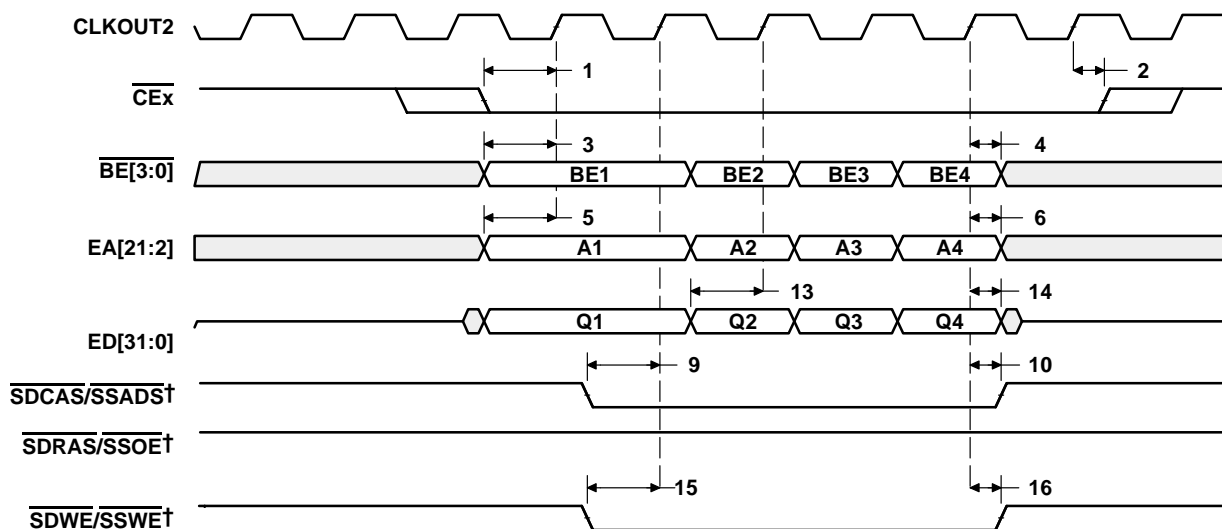 CLKOUT2
1
2
CEx
3
4
BE[3:0]
BE1
BE2
BE3
BE4
5
6
EA[21:2]
A1
A2
A3
A4
13
14
ED[31:0]
Q1
Q2
Q3
Q4
9
10
SDCAS/SSADS†
SDRAS/SSOE†
15
16
SDWE/SSWE†